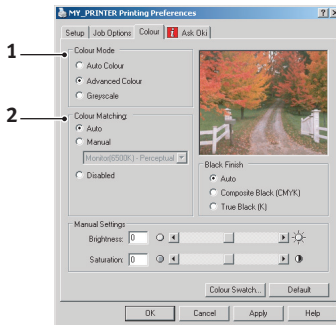 MY_PRINTER Printing Preferences
Setup Job Options Colour Ask Oki
1
Colour Mode
Auto Colour
Advanced Colour
Greyscale
2
Colour Matching:
Auto
Manual
Monitor(6500K) - Perceptual
Disabled
Black Finish
Auto
Composite Black (CMYK)
True Black (K)
Manual Settings
Brightness: 0
Saturation: 0
Colour Swatch... Default
OK Cancel Apply Help